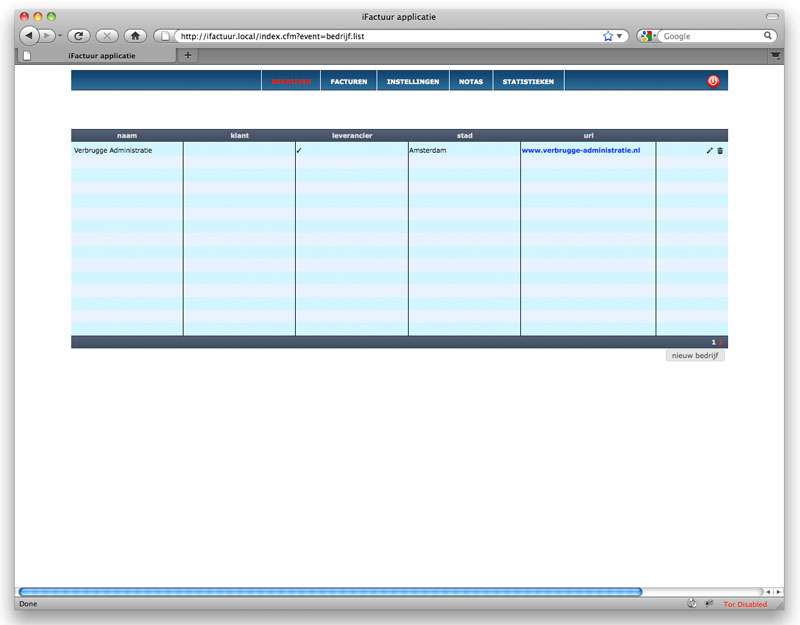 iFactuur applicatie
http://ifactuur.local/index.cfm?event=bedrijf.list
Google
iFactuur applicatie
BEDRIJVEN FACTUREN INSTELLINGEN NOTAS STATISTIEKEN
naam klant leverancier stad url
Verbrugge Administratie ✓ Amsterdam www.verbrugge-administratie.nl
1 2
nieuw bedrijf
Done
Tor Disabled